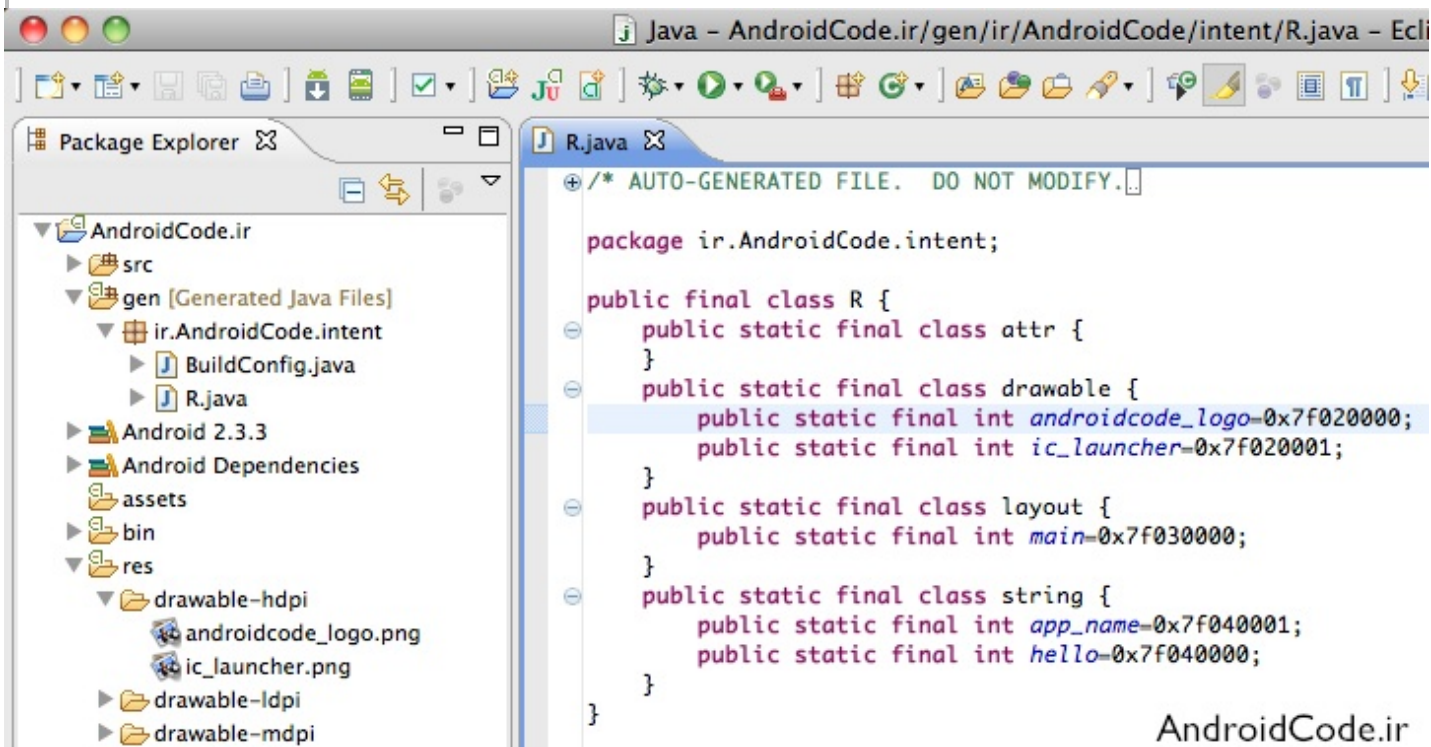 Java – AndroidCode.ir/gen/ir/AndroidCode/intent/R.java – Ecli
Package Explorer
AndroidCode.ir
src
gen [Generated Java Files]
ir.AndroidCode.intent
BuildConfig.java
R.java
Android 2.3.3
Android Dependencies
assets
bin
res
drawable-hdpi
androidcode_logo.png
ic_launcher.png
drawable-ldpi
drawable-mdpi
R.java
/* AUTO-GENERATED FILE.  DO NOT MODIFY...
package ir.AndroidCode.intent;
public final class R {
    public static final class attr {
    }
    public static final class drawable {
        public static final int androidcode_logo=0x7f020000;
        public static final int ic_launcher=0x7f020001;
    }
    public static final class layout {
        public static final int main=0x7f030000;
    }
    public static final class string {
        public static final int app_name=0x7f040001;
        public static final int hello=0x7f040000;
    }
}
AndroidCode.ir